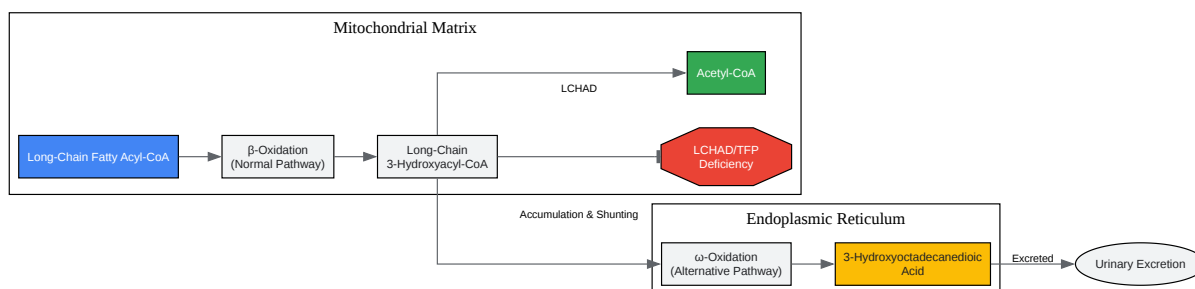 Mitochondrial Matrix
Acetyl-CoA
LCHAD
Long-Chain Fatty Acyl-CoA
β-Oxidation
(Normal Pathway)
Long-Chain
3-Hydroxyacyl-CoA
LCHAD/TFP
Deficiency
Accumulation & Shunting
Endoplasmic Reticulum
ω-Oxidation
(Alternative Pathway)
3-Hydroxyoctadecanedioic
Acid
Excreted
Urinary Excretion